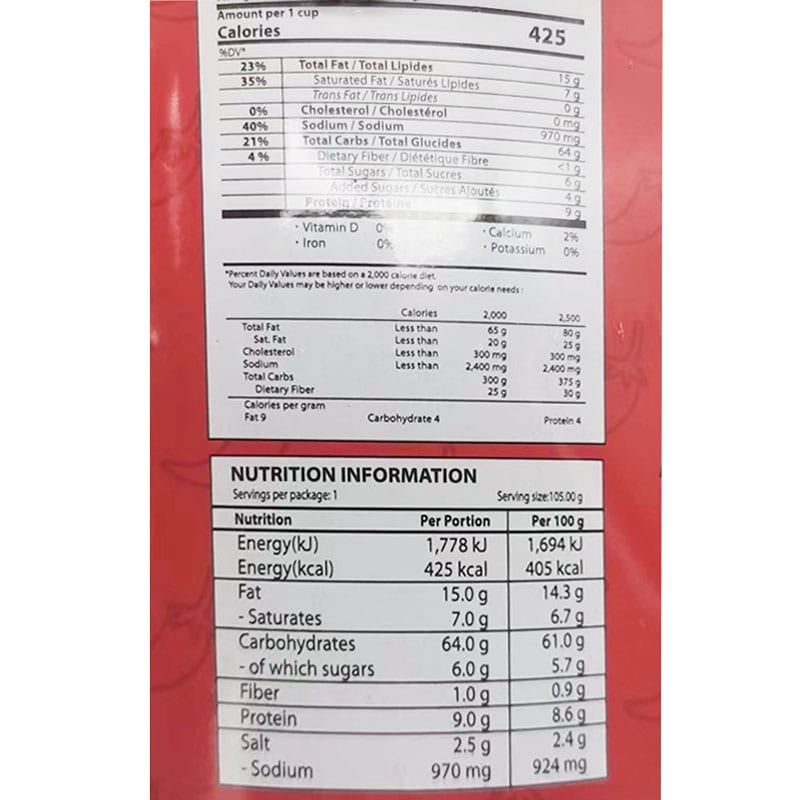 Amount per 1 cup
Calories 425
%DV*
23% Total Fat / Total Lipides 15 g
35% Saturated Fat / Saturés Lipides 7 g
Trans Fat / Trans Lipides 0 g
0% Cholesterol / Cholestérol 0 mg
40% Sodium / Sodium 970 mg
21% Total Carbs / Total Glucides 64 g
4 % Dietary Fiber / Diététique Fibre <1 g
Total Sugars / Total Sucres 6 g
Added Sugars / Sucres Ajoutés 4 g
Protein / Protéine 9 g
· Vitamin D 0% · Calcium 2%
· Iron 0% · Potassium 0%
*Percent Daily Values are based on a 2,000 calorie diet.
Your Daily Values may be higher or lower depending on your calorie needs :
Calories 2,000 2,500
Total Fat Less than 65 g 80 g
Sat. Fat Less than 20 g 25 g
Cholesterol Less than 300 mg 300 mg
Sodium Less than 2,400 mg 2,400 mg
Total Carbs 300 g 375 g
Dietary Fiber 25 g 30 g
Calories per gram
Fat 9 Carbohydrate 4 Protein 4
NUTRITION INFORMATION
Servings per package: 1 Serving size:105.00 g
Nutrition Per Portion Per 100 g
Energy(kJ) 1,778 kJ 1,694 kJ
Energy(kcal) 425 kcal 405 kcal
Fat 15.0 g 14.3 g
- Saturates 7.0 g 6.7 g
Carbohydrates 64.0 g 61.0 g
- of which sugars 6.0 g 5.7 g
Fiber 1.0 g 0.9 g
Protein 9.0 g 8.6 g
Salt 2.5 g 2.4 g
- Sodium 970 mg 924 mg